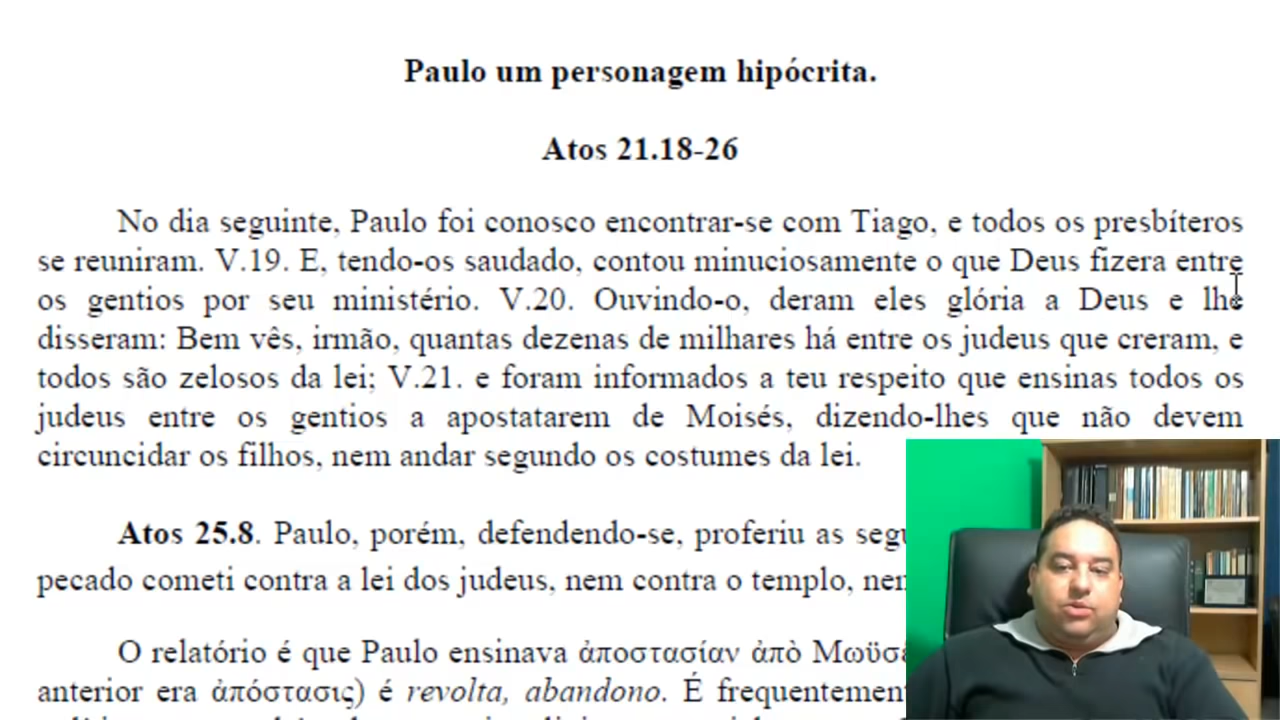 Paulo um personagem hipócrita.
Atos 21.18-26
No dia seguinte, Paulo foi conosco encontrar-se com Tiago, e todos os presbíteros
se reuniram. V.19. E, tendo-os saudado, contou minuciosamente o que Deus fizera entre
os gentios por seu ministério. V.20. Ouvindo-o, deram eles glória a Deus e lhe
disseram: Bem vês, irmão, quantas dezenas de milhares há entre os judeus que creram, e
todos são zelosos da lei; V.21. e foram informados a teu respeito que ensinas todos os
judeus entre os gentios a apostatarem de Moisés, dizendo-lhes que não devem
circuncidar os filhos, nem andar segundo os costumes da lei.
Atos 25.8. Paulo, porém, defendendo-se, proferiu as
pecado cometi contra a lei dos judeus, nem contra o templo,
O relatório é que Paulo ensinava ἀποστασίαν ἀπὸ
anterior era ἀπόστασις) é revolta, abandono. É